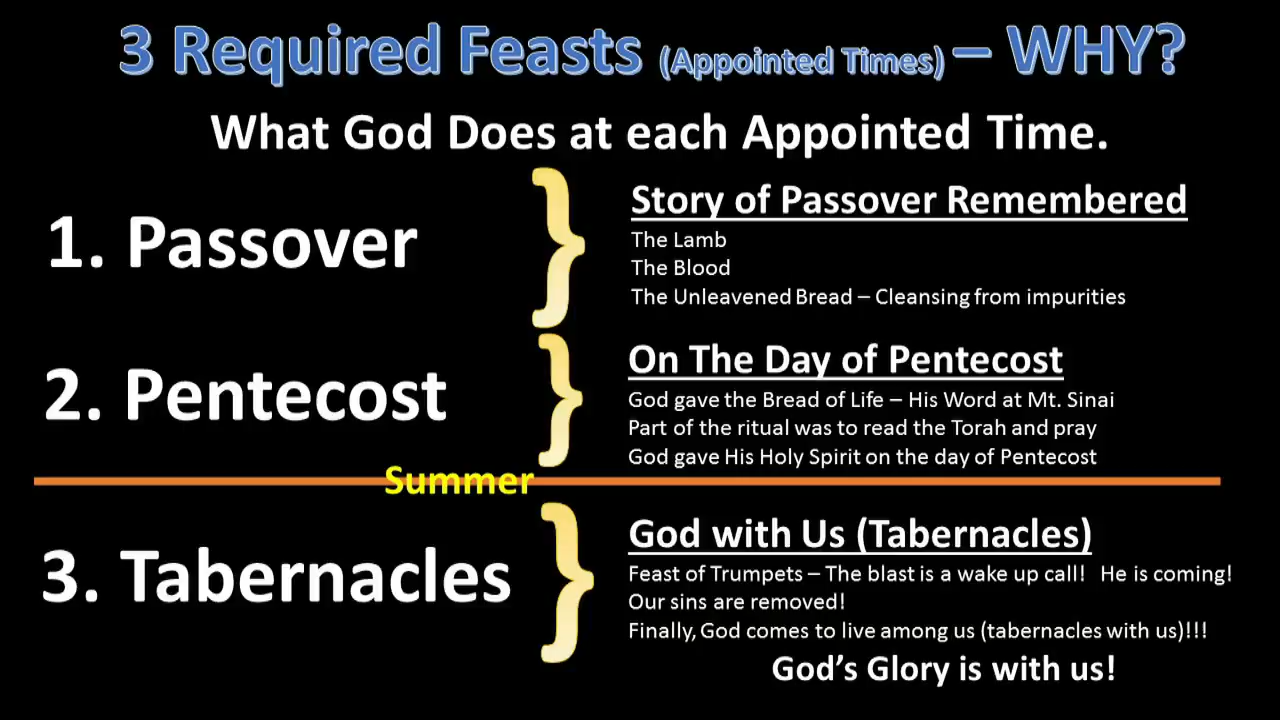 3 Required Feasts (Appointed Times) – WHY?
What God Does at each Appointed Time.
1. Passover
Story of Passover Remembered
The Lamb
The Blood
The Unleavened Bread – Cleansing from impurities
2. Pentecost
On The Day of Pentecost
God gave the Bread of Life – His Word at Mt. Sinai
Part of the ritual was to read the Torah and pray
God gave His Holy Spirit on the day of Pentecost
Summer
3. Tabernacles
God with Us (Tabernacles)
Feast of Trumpets – The blast is a wake up call! He is coming!
Our sins are removed!
Finally, God comes to live among us (tabernacles with us)!!!
God's Glory is with us!